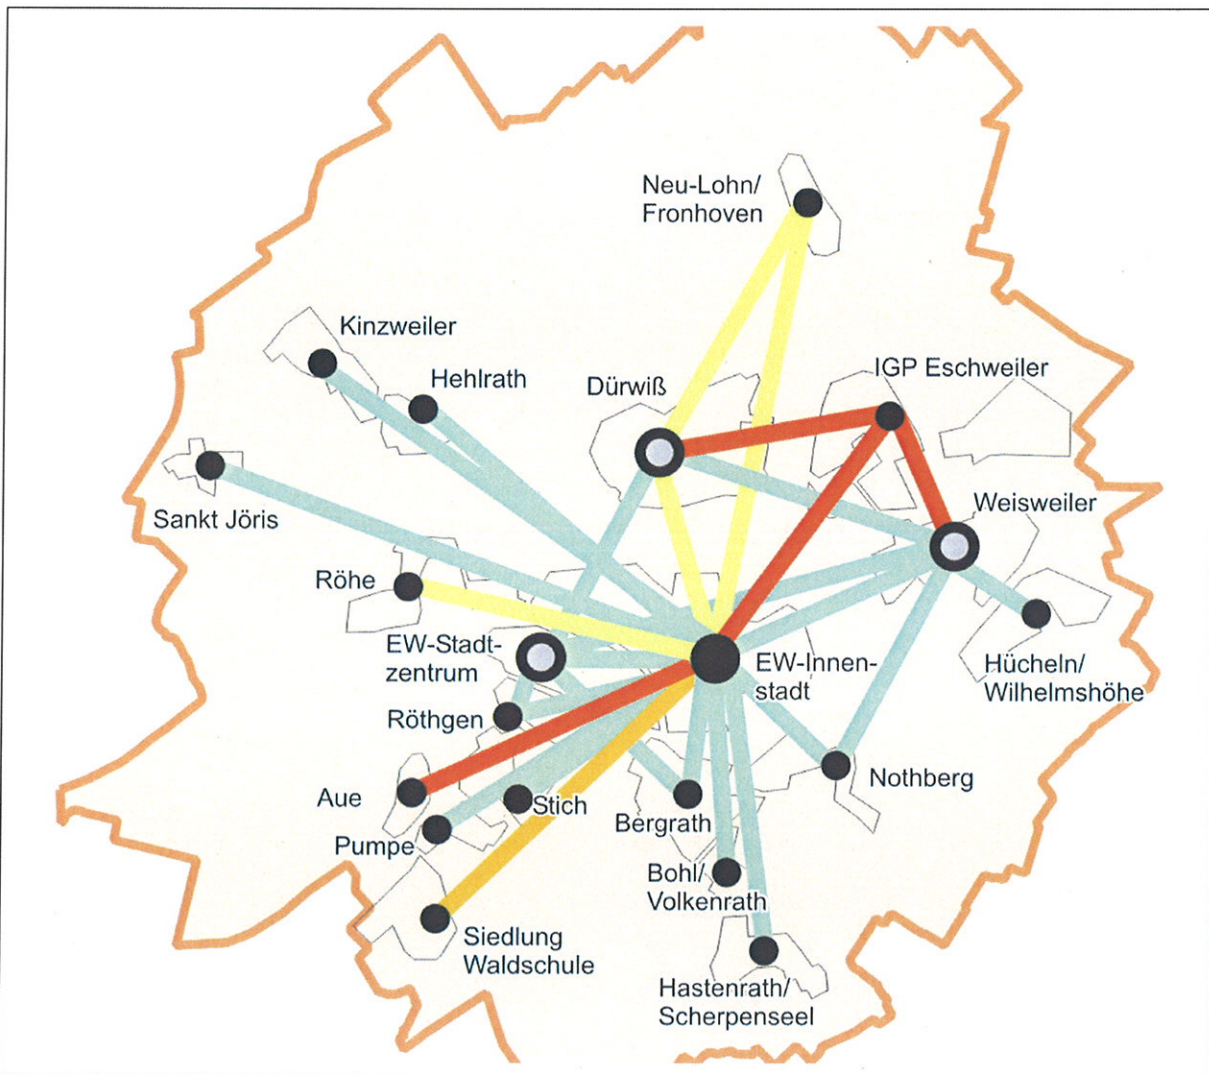 Neu-Lohn/
Fronhoven
Kinzweiler
Hehlrath
Dürwiß
IGP Eschweiler
Sankt Jöris
Weisweiler
Röhe
EW-Stadt-
zentrum
EW-Innen-
stadt
Hücheln/
Wilhelmshöhe
Röthgen
Aue
Stich
Nothberg
Pumpe
Bergrath
Bohl/
Volkenrath
Siedlung
Waldschule
Hastenrath/
Scherpenseel